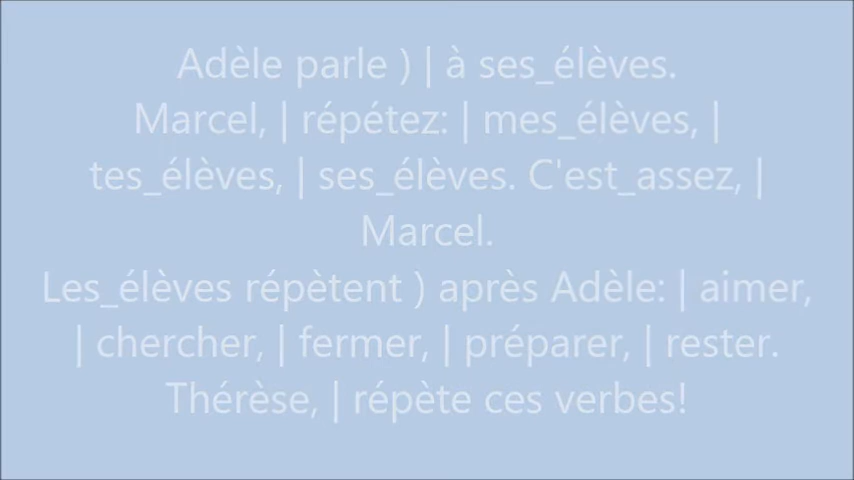 Adèle parle ) | à ses_élèves.
Marcel, | répétez: | mes_élèves, |
tes_élèves, | ses_élèves. C'est_assez, |
Marcel.
Les_élèves répètent ) après Adèle: | aimer,
| chercher, | fermer, | préparer, | rester.
Thérèse, | répète ces verbes!